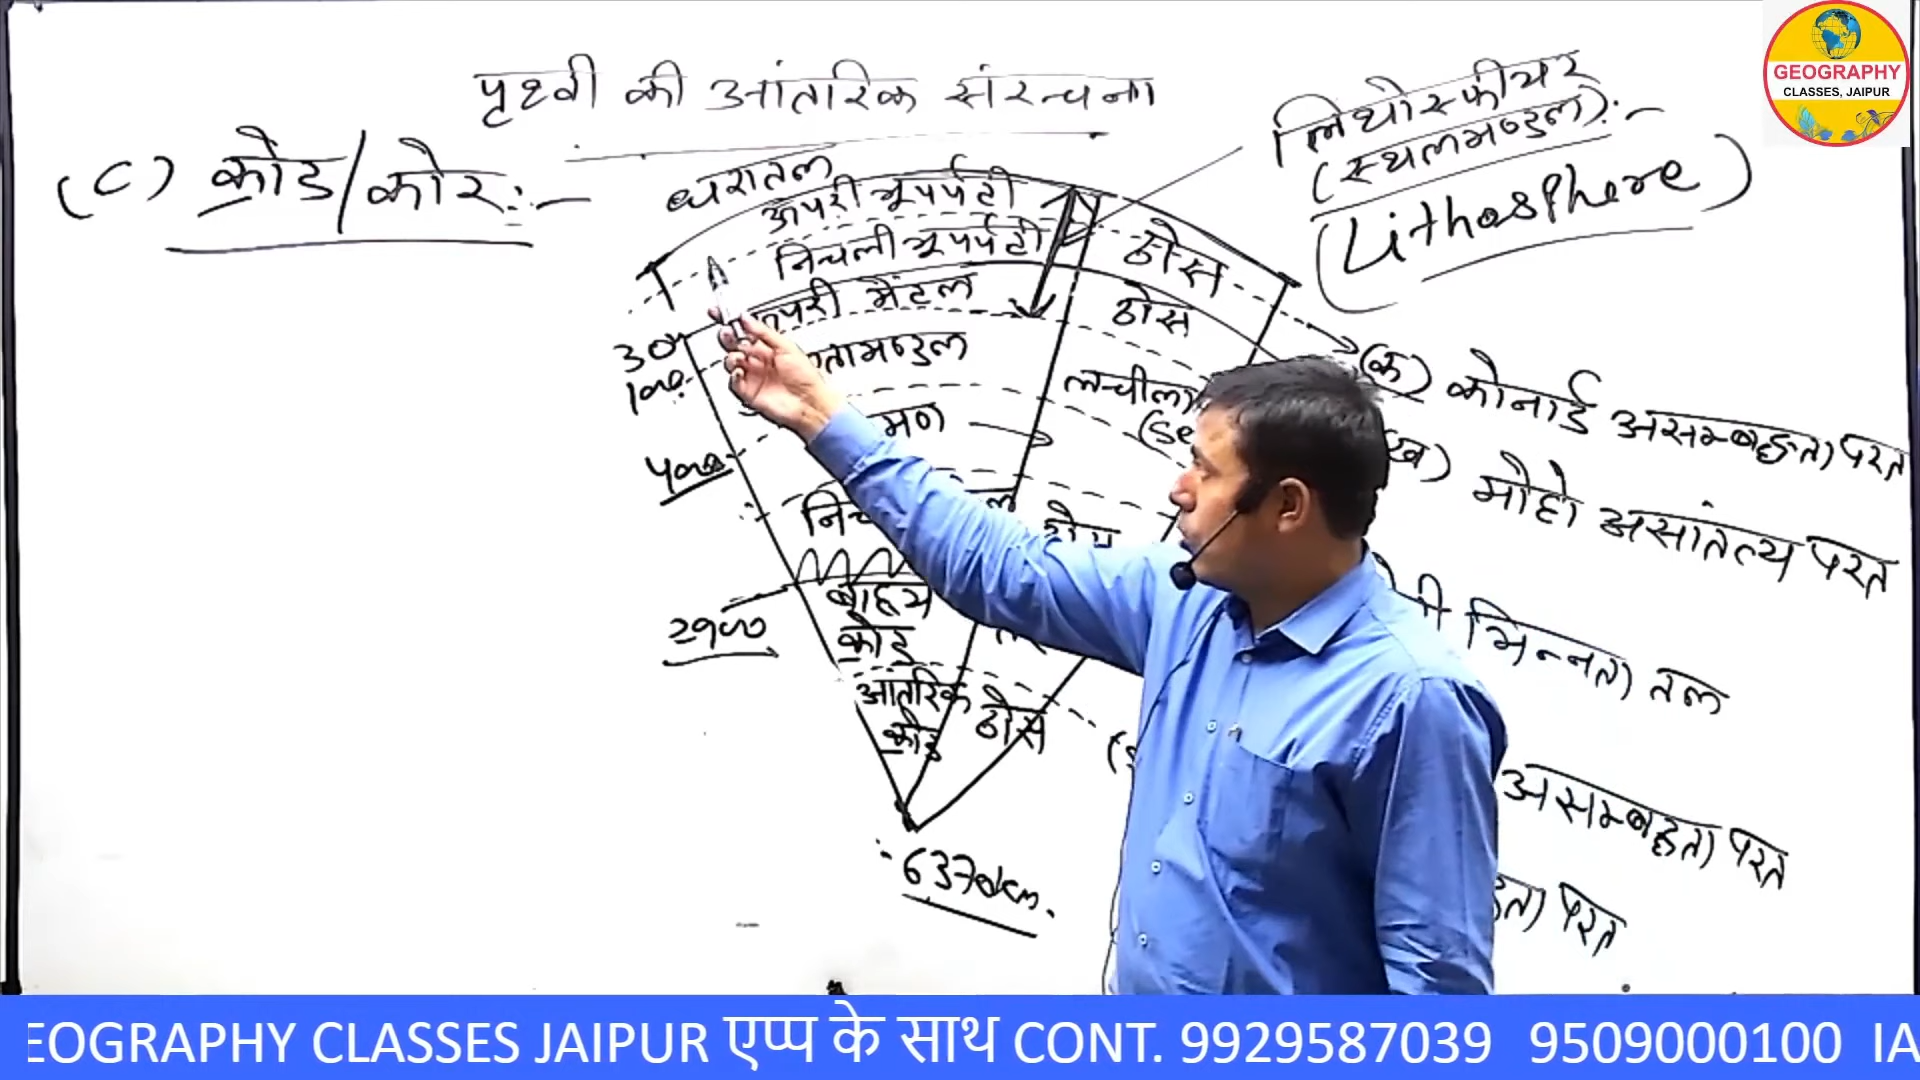 पृथ्वी की आंतरिक संरचना
(C) क्रोड/कोर:-
लिथोस्फीयर
(स्थलमण्डल):-
(Lithosphere)
धरातल
ऊपरी भूपर्पटी
निचली भूपर्पटी
ठोस
ऊपरी मैंटल
ठोस
30
100
लचीला
400
2900
बाह्य
क्रोड
आंतरिक
क्रोड
ठोस
6370km.
(क) कोनार्ड असम्बद्धता परत
मोहो असांतत्य परत
भिन्नता तल
असम्बद्धता परत
परत
GEOGRAPHY
CLASSES, JAIPUR
EOGRAPHY CLASSES JAIPUR एप्प के साथ CONT. 9929587039 9509000100 IA